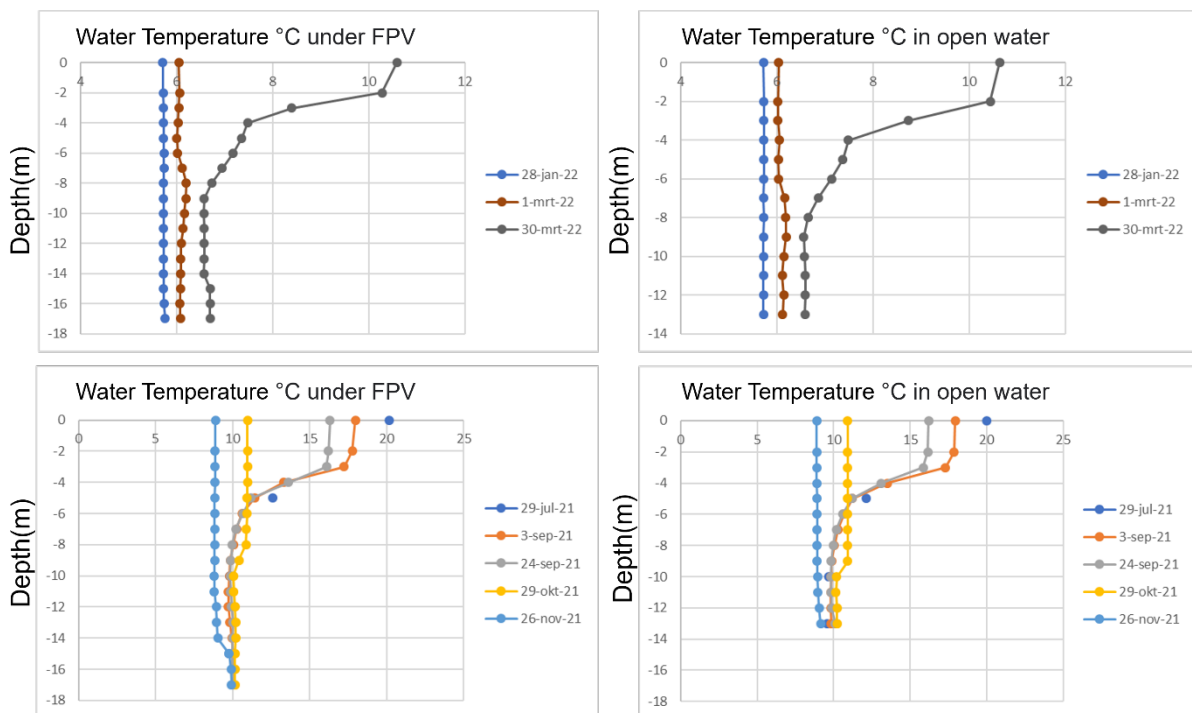 Water Temperature °C under FPV
4 6 8 10 12
0
-2
-4
-6
-8
-10
-12
-14
-16
-18
Depth(m)
28-jan-22
1-mrt-22
30-mrt-22
Water Temperature °C in open water
4 6 8 10 12
0
-2
-4
-6
-8
-10
-12
-14
Depth(m)
28-jan-22
1-mrt-22
30-mrt-22
Water Temperature °C under FPV
0 5 10 15 20 25
0
-2
-4
-6
-8
-10
-12
-14
-16
-18
Depth(m)
29-jul-21
3-sep-21
24-sep-21
29-okt-21
26-nov-21
Water Temperature °C in open water
0 5 10 15 20 25
0
-2
-4
-6
-8
-10
-12
-14
-16
-18
Depth(m)
29-jul-21
3-sep-21
24-sep-21
29-okt-21
26-nov-21